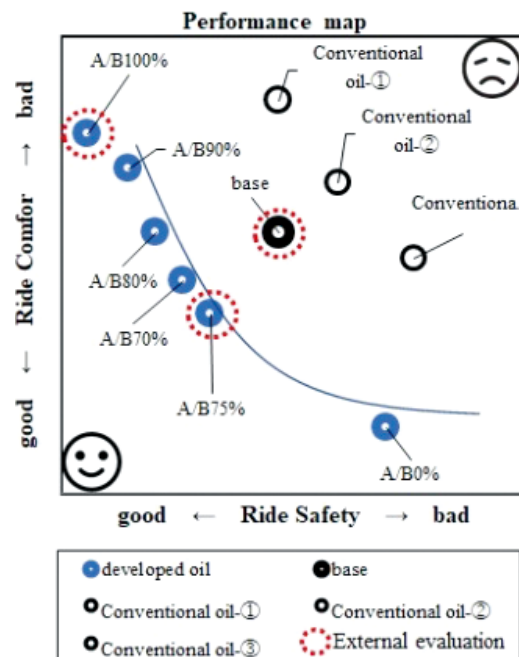 Performance map
A/B100%
Conventional
oil-①
Conventional
oil-②
A/B90%
base
Conventiona
A/B80%
A/B70%
A/B75%
A/B0%
good ← Ride Comfor → bad
good ← Ride Safety → bad
developed oil
base
Conventional oil-①
Conventional oil-②
Conventional oil-③
External evaluation